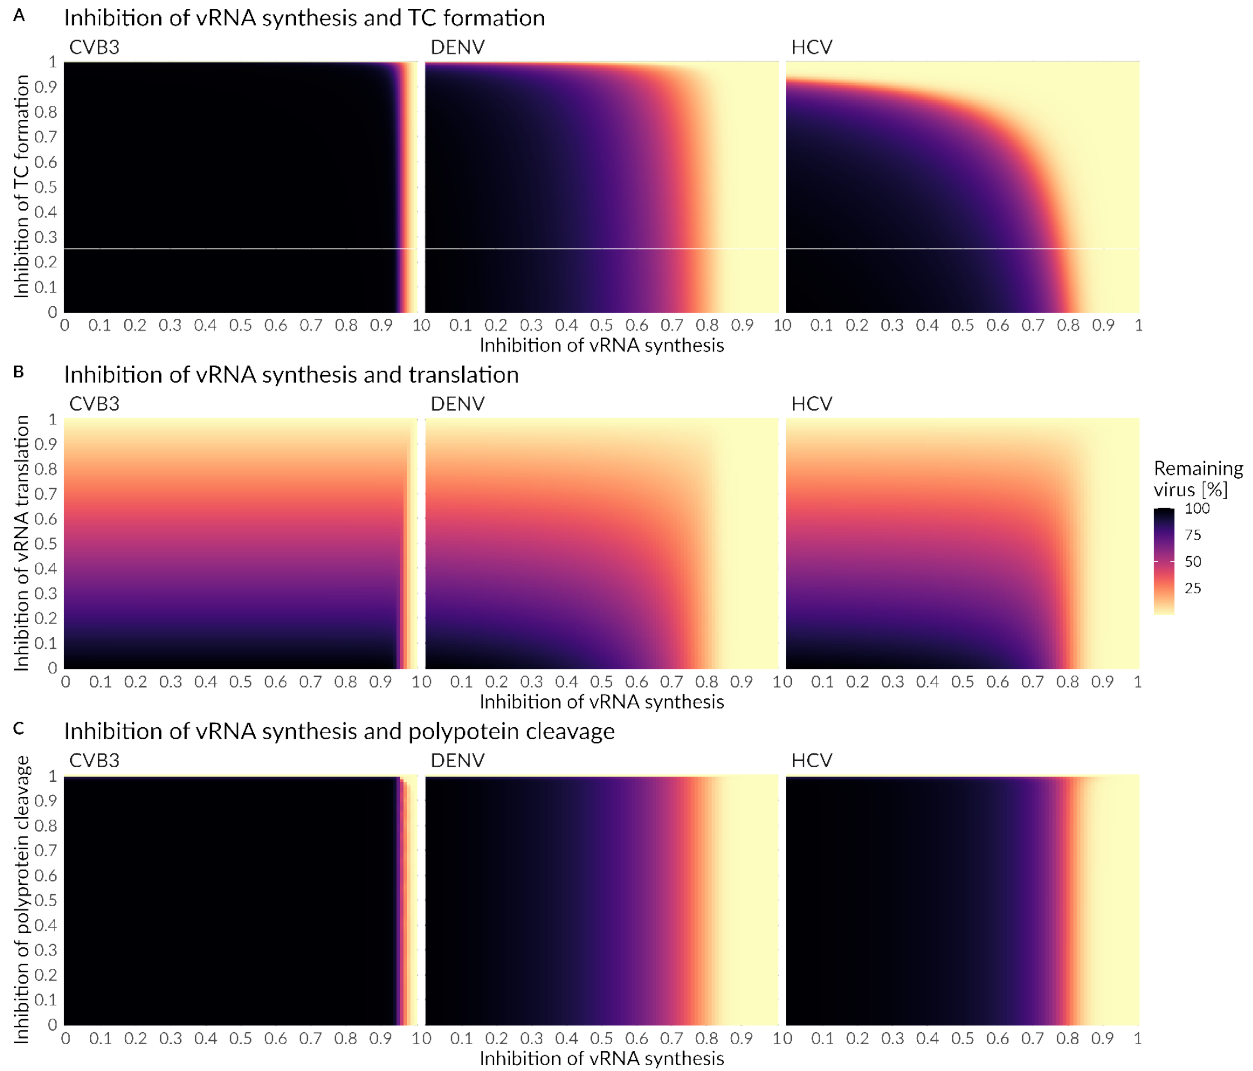 A Inhibition of vRNA synthesis and TC formation
CVB3 DENV HCV
Inhibition of TC formation
1
0.9
0.8
0.7
0.6
0.5
0.4
0.3
0.2
0.1
0
0 0.1 0.2 0.3 0.4 0.5 0.6 0.7 0.8 0.9 10 0.1 0.2 0.3 0.4 0.5 0.6 0.7 0.8 0.9 10 0.1 0.2 0.3 0.4 0.5 0.6 0.7 0.8 0.9 1
Inhibition of vRNA synthesis
B Inhibition of vRNA synthesis and translation
CVB3 DENV HCV
Inhibition of vRNA translation
1
0.9
0.8
0.7
0.6
0.5
0.4
0.3
0.2
0.1
0
0 0.1 0.2 0.3 0.4 0.5 0.6 0.7 0.8 0.9 10 0.1 0.2 0.3 0.4 0.5 0.6 0.7 0.8 0.9 10 0.1 0.2 0.3 0.4 0.5 0.6 0.7 0.8 0.9 1
Inhibition of vRNA synthesis
Remaining
virus [%]
100
75
50
25
C Inhibition of vRNA synthesis and polypotein cleavage
CVB3 DENV HCV
Inhibition of polyprotein cleavage
1
0.9
0.8
0.7
0.6
0.5
0.4
0.3
0.2
0.1
0
0 0.1 0.2 0.3 0.4 0.5 0.6 0.7 0.8 0.9 10 0.1 0.2 0.3 0.4 0.5 0.6 0.7 0.8 0.9 10 0.1 0.2 0.3 0.4 0.5 0.6 0.7 0.8 0.9 1
Inhibition of vRNA synthesis